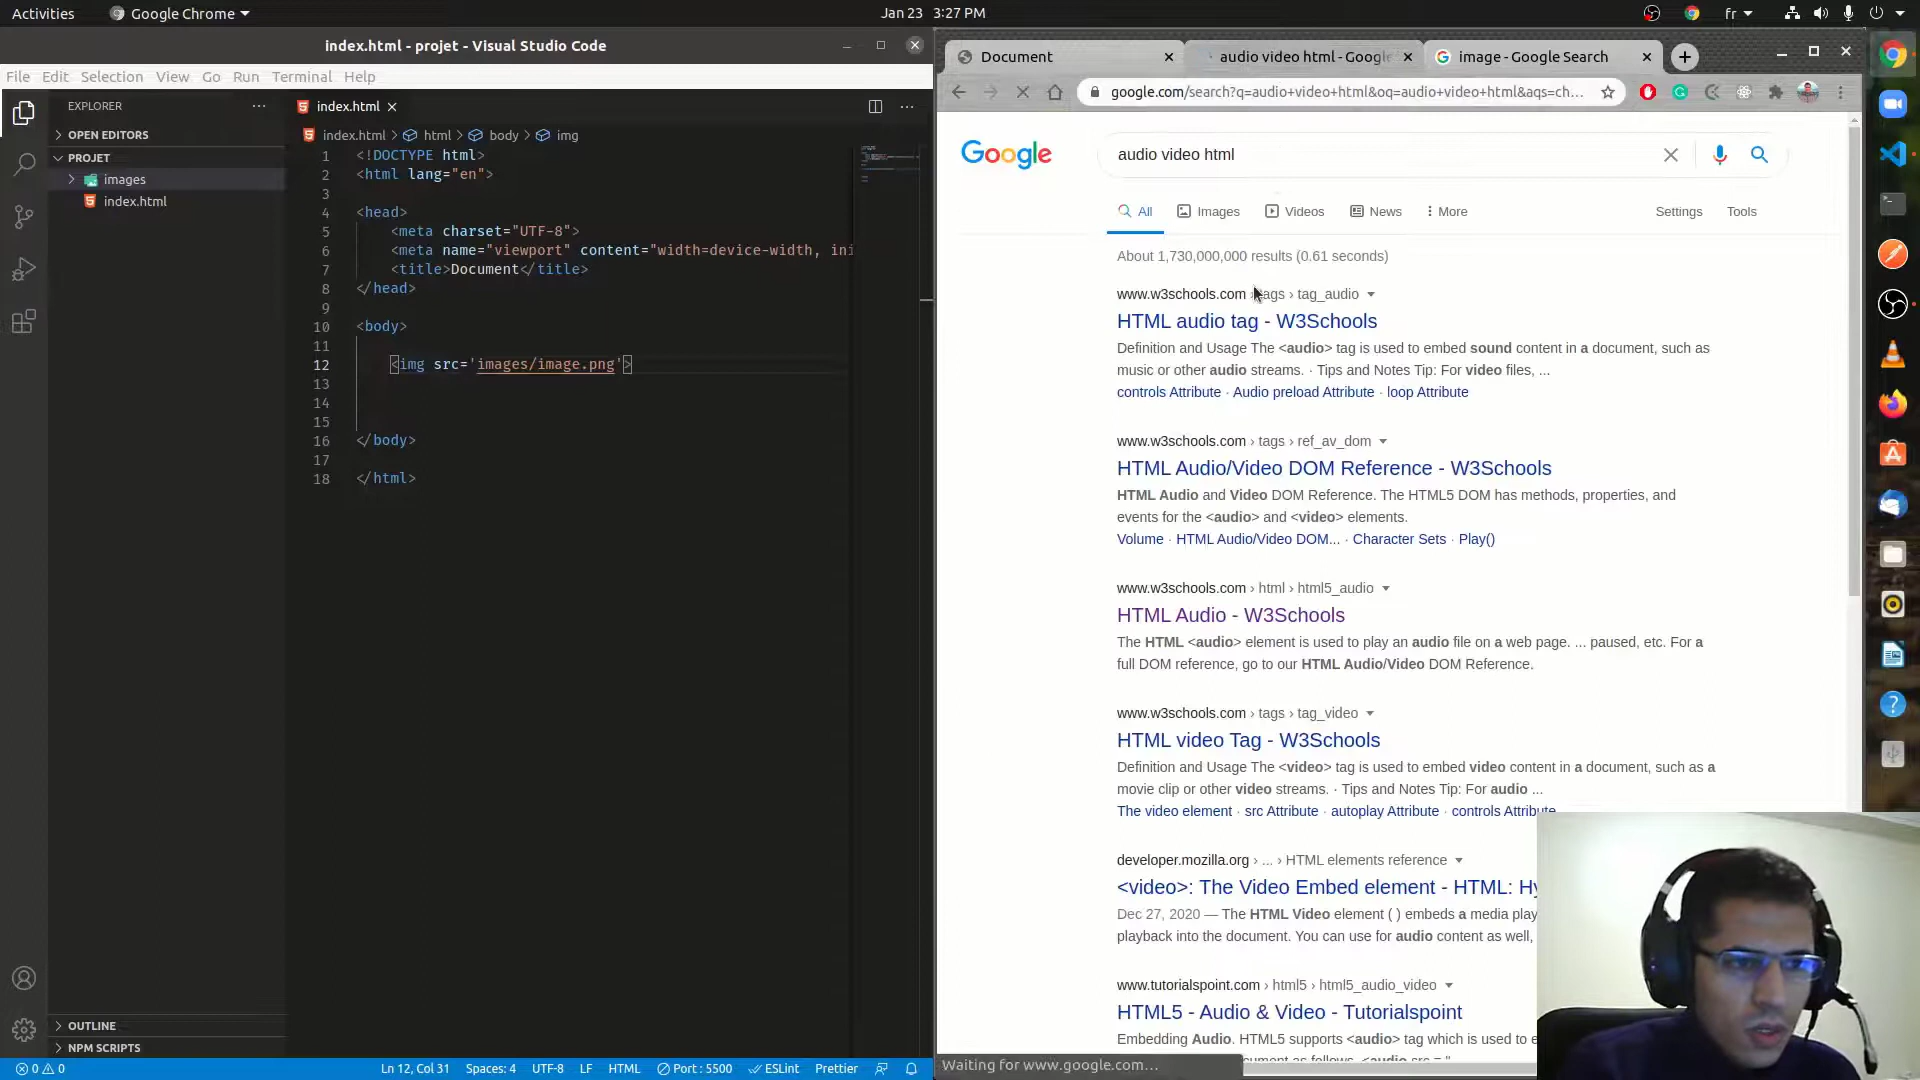 Activities
Google Chrome
Jan 23 3:27 PM
fr
index.html - projet - Visual Studio Code
File Edit Selection View Go Run Terminal Help
EXPLORER
OPEN EDITORS
PROJET
images
index.html
OUTLINE
NPM SCRIPTS
index.html
index.html > html > body > img
1 <!DOCTYPE html>
2 <html lang="en">
3
4 <head>
5 <meta charset="UTF-8">
6 <meta name="viewport" content="width=device-width, ini
7 <title>Document</title>
8 </head>
9
10 <body>
11
12 <img src='images/image.png'>
13
14
15
16 </body>
17
18 </html>
0 0
Ln 12, Col 31 Spaces: 4 UTF-8 LF HTML Port : 5500 ESLint Prettier
Document
audio video html - Google
image - Google Search
google.com/search?q=audio+video+html&oq=audio+video+html&aqs=ch...
Google
audio video html
All Images Videos News More Settings Tools
About 1,730,000,000 results (0.61 seconds)
www.w3schools.com › tags › tag_audio
HTML audio tag - W3Schools
Definition and Usage The <audio> tag is used to embed sound content in a document, such as
music or other audio streams. · Tips and Notes Tip: For video files, ...
controls Attribute · Audio preload Attribute · loop Attribute
www.w3schools.com › tags › ref_av_dom
HTML Audio/Video DOM Reference - W3Schools
HTML Audio and Video DOM Reference. The HTML5 DOM has methods, properties, and
events for the <audio> and <video> elements.
Volume · HTML Audio/Video DOM... · Character Sets · Play()
www.w3schools.com › html › html5_audio
HTML Audio - W3Schools
The HTML <audio> element is used to play an audio file on a web page. ... paused, etc. For a
full DOM reference, go to our HTML Audio/Video DOM Reference.
www.w3schools.com › tags › tag_video
HTML video Tag - W3Schools
Definition and Usage The <video> tag is used to embed video content in a document, such as a
movie clip or other video streams. · Tips and Notes Tip: For audio ...
The video element · src Attribute · autoplay Attribute · controls Attribute
developer.mozilla.org › ... › HTML elements reference
<video>: The Video Embed element - HTML: Hy
Dec 27, 2020 — The HTML Video element ( ) embeds a media play
playback into the document. You can use for audio content as well,
www.tutorialspoint.com › html5 › html5_audio_video
HTML5 - Audio & Video - Tutorialspoint
Embedding Audio. HTML5 supports <audio> tag which is used to e
document as follows. <audio src = "
Waiting for www.google.com...